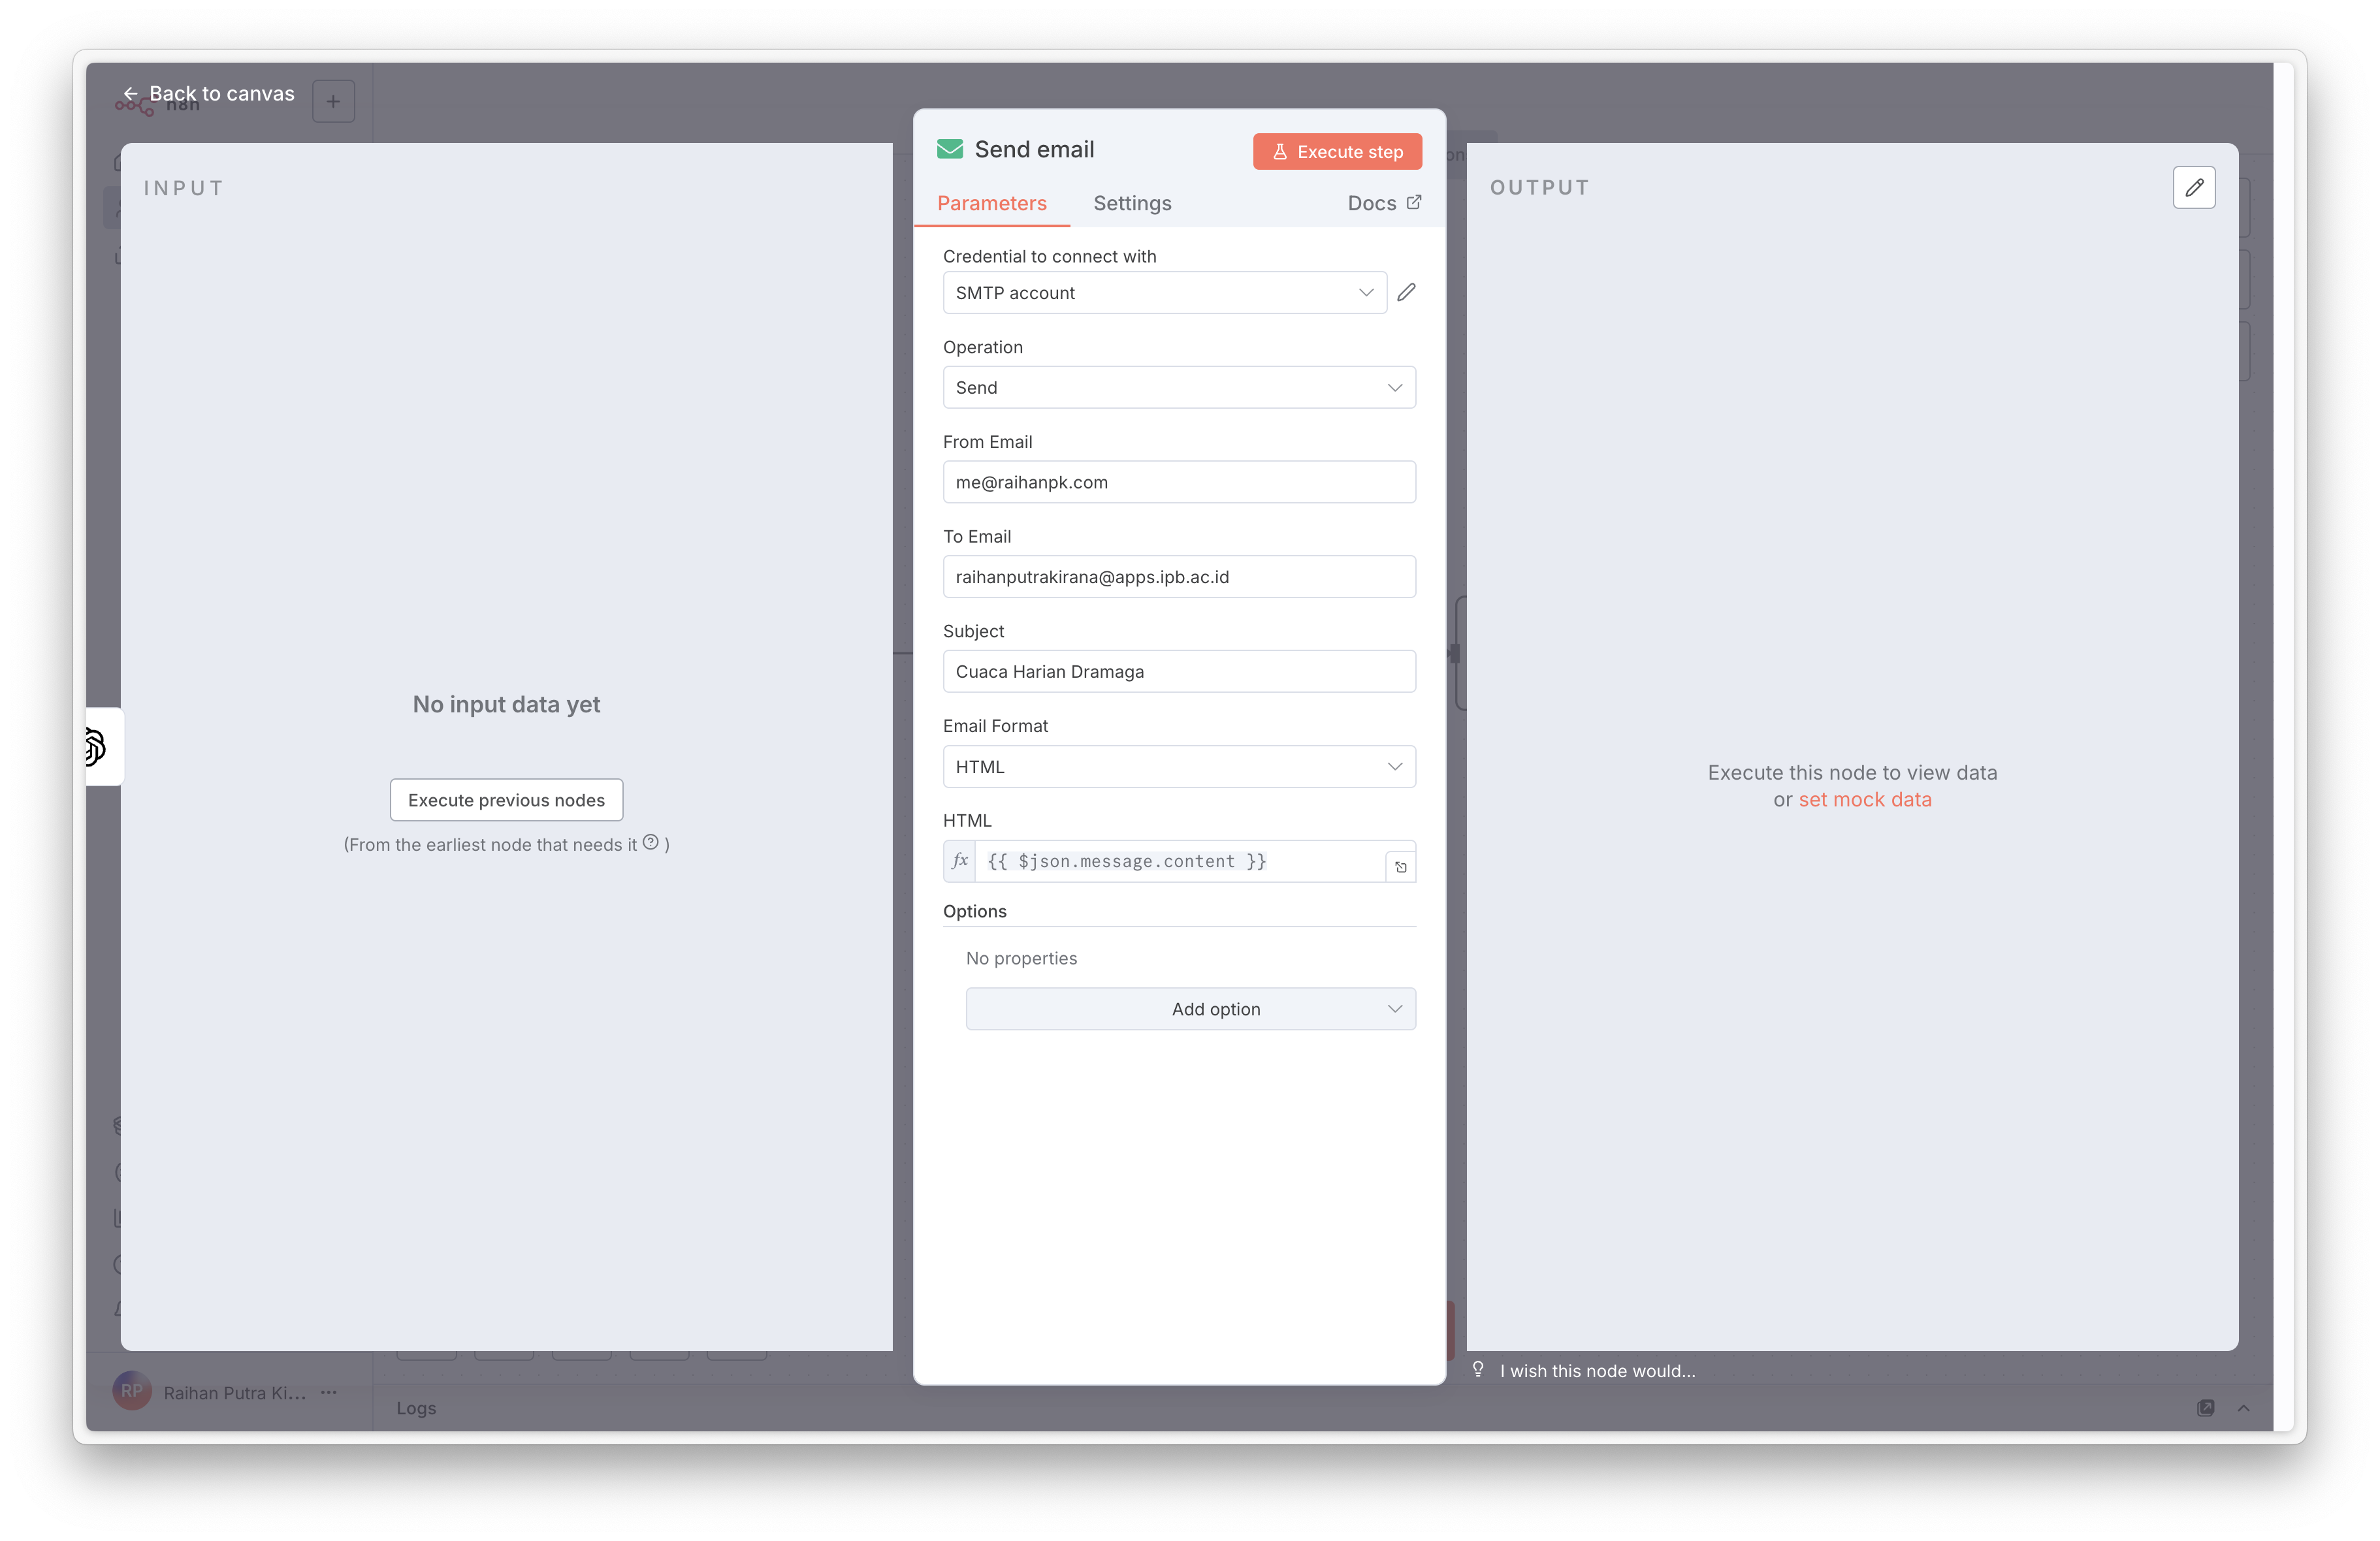 Back to canvas
n8n
INPUT
No input data yet
Execute previous nodes
(From the earliest node that needs it ? )
Send email
Execute step
Parameters
Settings
Docs
Credential to connect with
SMTP account
Operation
Send
From Email
me@raihanpk.com
To Email
raihanputrakirana@apps.ipb.ac.id
Subject
Cuaca Harian Dramaga
Email Format
HTML
HTML
fx {{ $json.message.content }}
Options
No properties
Add option
OUTPUT
Execute this node to view data
or set mock data
I wish this node would...
RP Raihan Putra Ki...
Logs